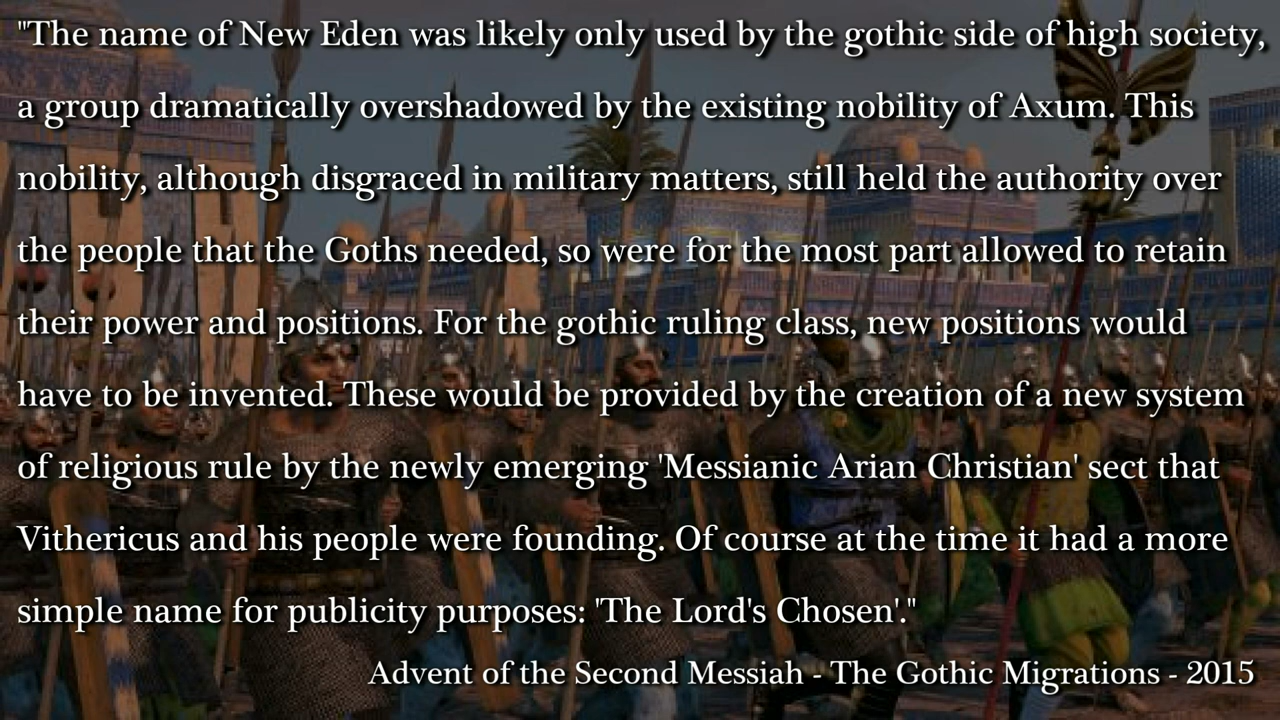 "The name of New Eden was likely only used by the gothic side of high society,
a group dramatically overshadowed by the existing nobility of Axum. This
nobility, although disgraced in military matters, still held the authority over
the people that the Goths needed, so were for the most part allowed to retain
their power and positions. For the gothic ruling class, new positions would
have to be invented. These would be provided by the creation of a new system
of religious rule by the newly emerging 'Messianic Arian Christian' sect that
Vithericus and his people were founding. Of course at the time it had a more
simple name for publicity purposes: 'The Lord's Chosen'."
Advent of the Second Messiah - The Gothic Migrations - 2015